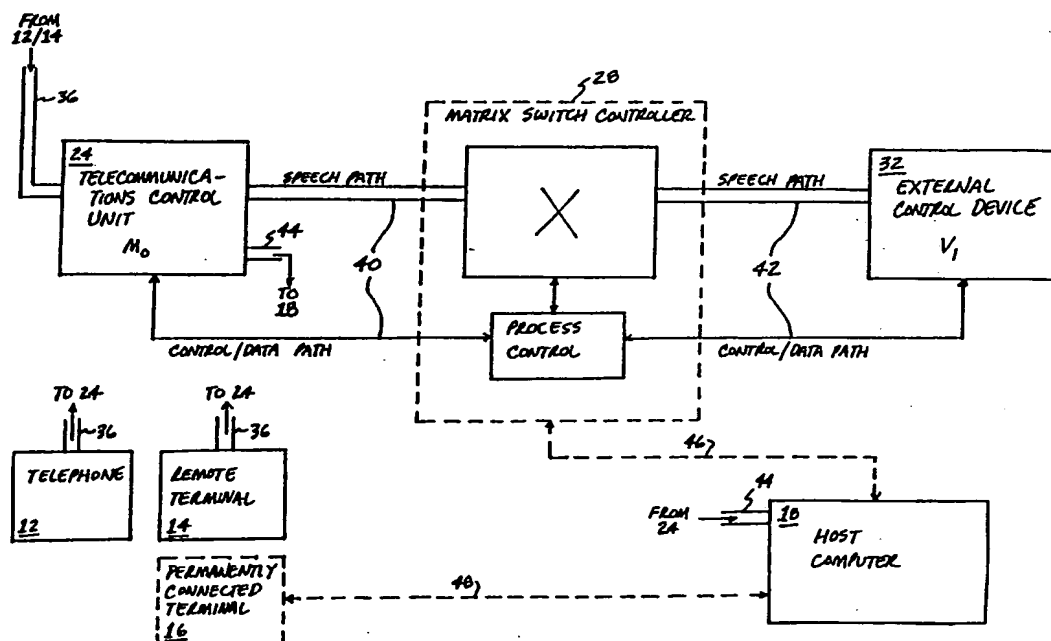 FROM
12/14
36
28
MATRIX SWITCH CONTROLLER
24
TELECOMMUNICA-
TIONS CONTROL
UNIT
M0
SPEECH PATH
SPEECH PATH
32
EXTERNAL
CONTROL DEVICE
V1
44
TO
18
40
42
PROCESS
CONTROL
CONTROL/DATA PATH
CONTROL/DATA PATH
TO 24
36
TO 24
36
TELEPHONE
12
REMOTE
TERMINAL
14
46
44
FROM
24
18
HOST
COMPUTER
PERMANENTLY
CONNECTED
TERMINAL
16
48